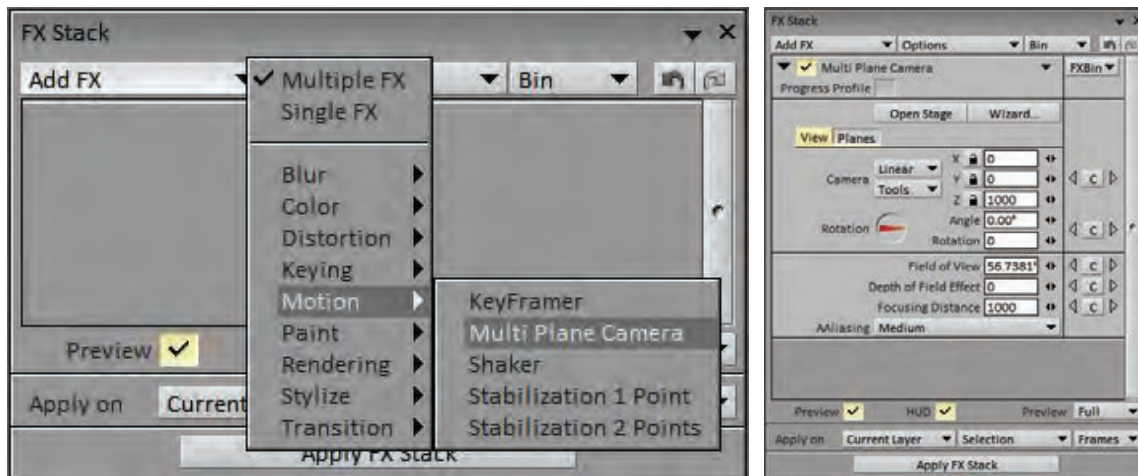 FX Stack
Add FX
Bin
Multiple FX
Single FX
Blur
Color
Distortion
Keying
Motion
Paint
Rendering
Stylize
Transition
KeyFramer
Multi Plane Camera
Shaker
Stabilization 1 Point
Stabilization 2 Points
Preview
Apply on Current
Apply FX Stack
FX Stack
Add FX Options Bin
Multi Plane Camera FXBin
Progress Profile
Open Stage Wizard...
View Planes
Camera Linear Tools
X 0
Y 0
Z 1000
Rotation Angle 0.00°
Rotation 0
Field of View 56.7381° C
Depth of Field Effect 0 C
Focusing Distance 1000 C
AAliasing Medium
Preview HUD Preview Full
Apply on Current Layer Selection Frames
Apply FX Stack